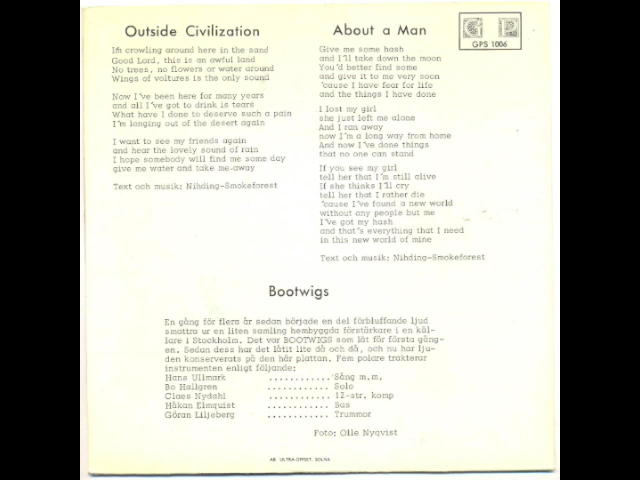 Outside Civilization
Im crowling around here in the sand
Good Lord, this is an awful land
No trees, no flowers or water around
Wings of voltures is the only sound
Now I've been here for many years
and all I've got to drink is tears
What have I done to deserve such a pain
I'm longing out of the desert again
I want to see my friends again
and hear the lovely sound of rain
I hope somebody will find me some day
give me water and take me away
Text och musik: Nihding-Smokeforest
About a Man
Give me some hash
and I'll take down the moon
You'd better find some
and give it to me very soon
'cause I have fear for life
and the things I have done
I lost my girl
she just left me alone
And I ran away
now I'm a long way from home
And now I've done things
that no one can stand
If you see my girl
tell her that I'm still alive
If she thinks I'll cry
tell her that I rather die
'cause I've found a new world
without any people but me
I've got my hash
and that's everything that I need
in this new world of mine
Text och musik: Nihding-Smokeforest
G P
GPS 1006
Bootwigs
En gång för flera år sedan började en del förbluffande ljud
smattra ur en liten samling hembyggda förstärkare i en käl-
lare i Stockholm. Det var BOOTWIGS som lät för första gång-
en. Sedan dess har det låtit lite då och då, och nu har lju-
den konserverats på den här plattan. Fem polare trakterar
instrumenten enligt följande:
Hans Ullmark ............ Sång m.m,
Bo Hallgren ............ Solo
Claes Nydahl ............ 12-str, komp
Håkan Elmquist ............ Bas
Göran Liljeberg ............ Trummor
Foto: Olle Nyqvist
AB ULTRA-OFFSET, SOLNA